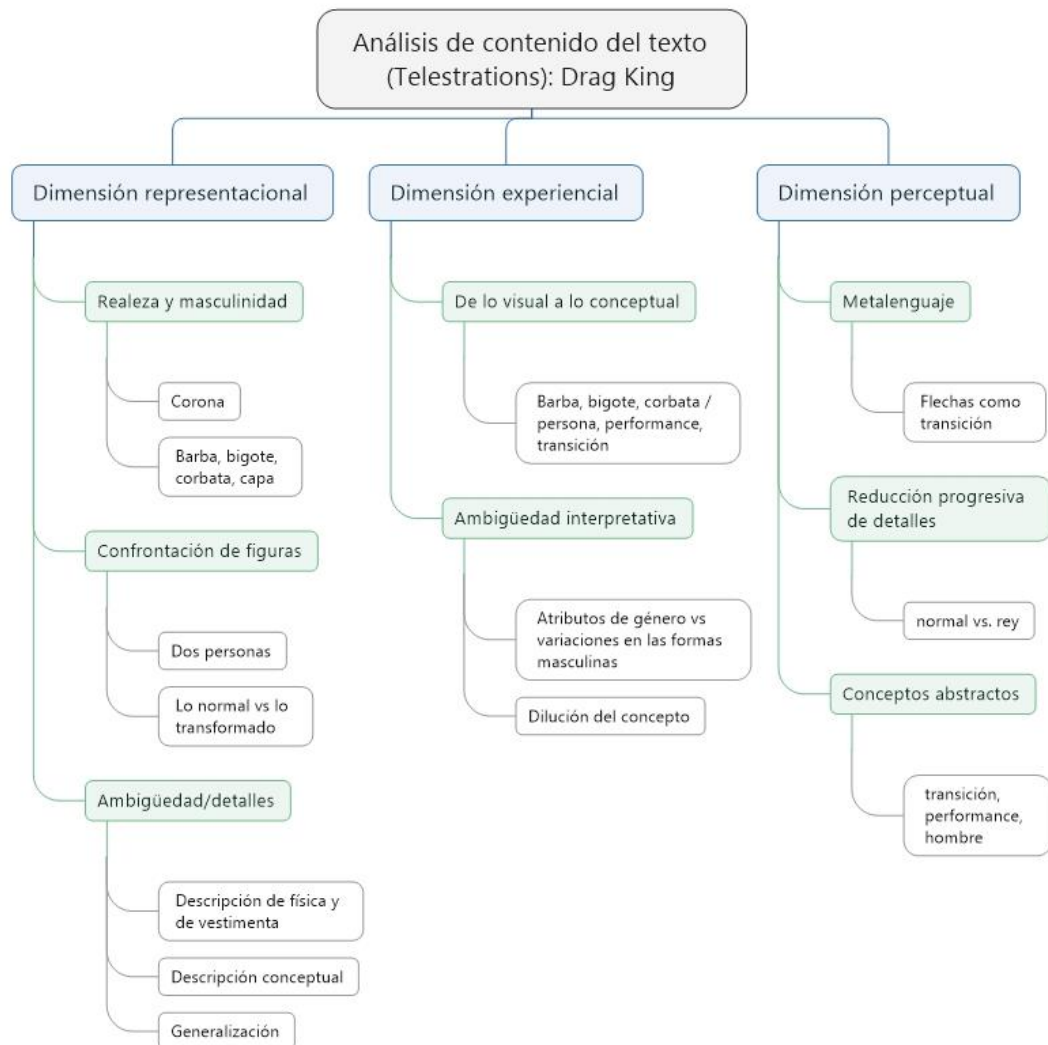 Análisis de contenido del texto
(Telestrations): Drag King
Dimensión representacional
Realeza y masculinidad
Corona
Barba, bigote,
corbata, capa
Confrontación de figuras
Dos personas
Lo normal vs lo
transformado
Ambigüedad/detalles
Descripción de física y
de vestimenta
Descripción conceptual
Generalización
Dimensión experiencial
De lo visual a lo conceptual
Barba, bigote, corbata /
persona, performance,
transición
Ambigüedad interpretativa
Atributos de género vs
variaciones en las formas
masculinas
Dilución del concepto
Dimensión perceptual
Metalenguaje
Flechas como
transición
Reducción progresiva
de detalles
normal vs. rey
Conceptos abstractos
transición,
performance,
hombre